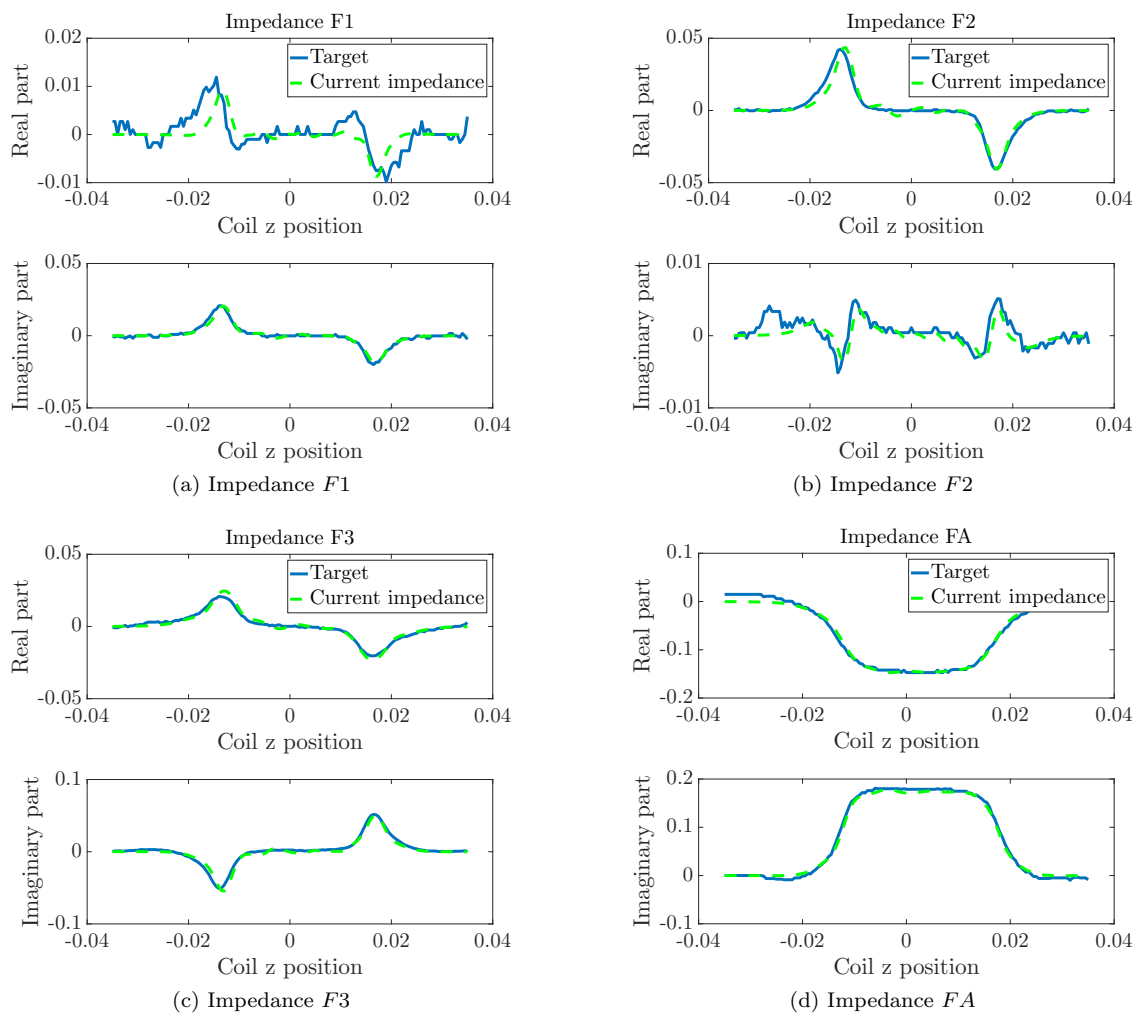 Impedance F1
0.02
0.01
0
-0.01
Real part
Target
Current impedance
-0.04 -0.02 0 0.02 0.04
Coil z position
0.05
0
-0.05
Imaginary part
-0.04 -0.02 0 0.02 0.04
Coil z position
(a) Impedance F1
Impedance F2
0.05
0
-0.05
Real part
Target
Current impedance
-0.04 -0.02 0 0.02 0.04
Coil z position
0.01
0
-0.01
Imaginary part
-0.04 -0.02 0 0.02 0.04
Coil z position
(b) Impedance F2
Impedance F3
0.05
0
-0.05
Real part
Target
Current impedance
-0.04 -0.02 0 0.02 0.04
Coil z position
0.1
0
-0.1
Imaginary part
-0.04 -0.02 0 0.02 0.04
Coil z position
(c) Impedance F3
Impedance FA
0.1
0
-0.1
-0.2
Real part
Target
Current impedance
-0.04 -0.02 0 0.02 0.04
Coil z position
0.2
0.1
0
-0.1
Imaginary part
-0.04 -0.02 0 0.02 0.04
Coil z position
(d) Impedance FA